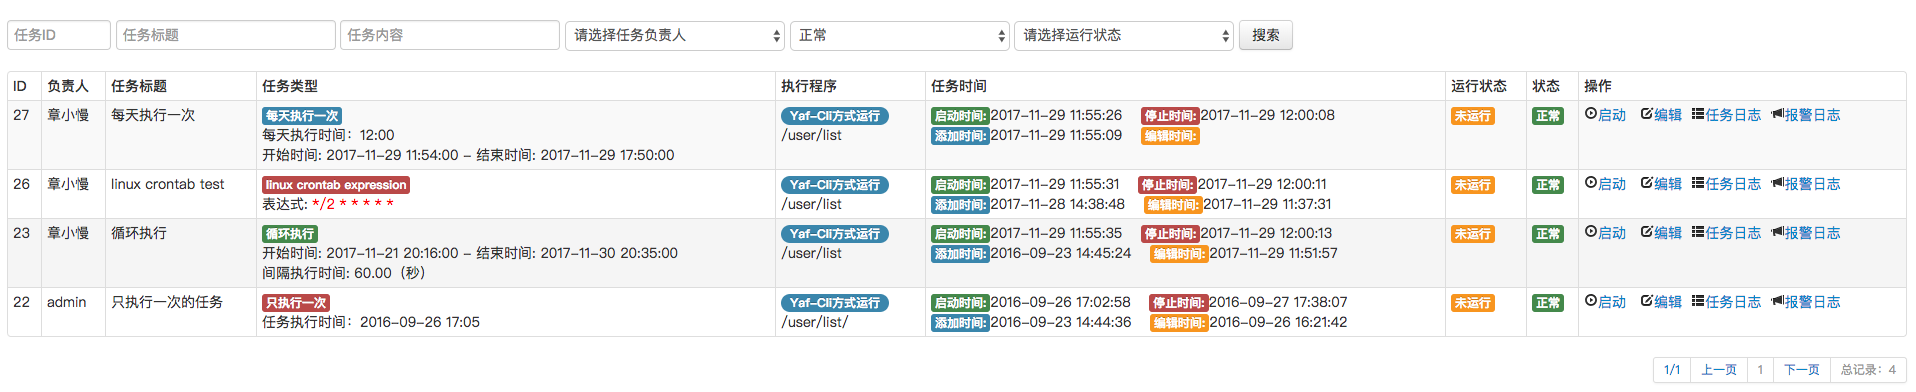 任务ID 任务标题 任务内容 请选择任务负责人 正常 请选择运行状态 搜索
ID 负责人 任务标题 任务类型 执行程序 任务时间 运行状态 状态 操作
27 章小慢 每天执行一次 每天执行一次 Yaf-Cli方式运行 启动时间:2017-11-29 11:55:26 停止时间:2017-11-29 12:00:08 未运行 正常 启动 编辑 任务日志 报警日志
每天执行时间：12:00 /user/list 添加时间:2017-11-29 11:55:09 编辑时间:
开始时间: 2017-11-29 11:54:00 - 结束时间: 2017-11-29 17:50:00
26 章小慢 linux crontab test linux crontab expression Yaf-Cli方式运行 启动时间:2017-11-29 11:55:31 停止时间:2017-11-29 12:00:11 未运行 正常 启动 编辑 任务日志 报警日志
表达式: */2 * * * * * /user/list 添加时间:2017-11-28 14:38:48 编辑时间:2017-11-29 11:37:31
23 章小慢 循环执行 循环执行 Yaf-Cli方式运行 启动时间:2017-11-29 11:55:35 停止时间:2017-11-29 12:00:13 未运行 正常 启动 编辑 任务日志 报警日志
开始时间: 2017-11-21 20:16:00 - 结束时间: 2017-11-30 20:35:00 /user/list 添加时间:2016-09-23 14:45:24 编辑时间:2017-11-29 11:51:57
间隔执行时间: 60.00（秒）
22 admin 只执行一次的任务 只执行一次 Yaf-Cli方式运行 启动时间:2016-09-26 17:02:58 停止时间:2016-09-27 17:38:07 未运行 正常 启动 编辑 任务日志 报警日志
任务执行时间：2016-09-26 17:05 /user/list/ 添加时间:2016-09-23 14:44:36 编辑时间:2016-09-26 16:21:42
1/1 上一页 1 下一页 总记录：4